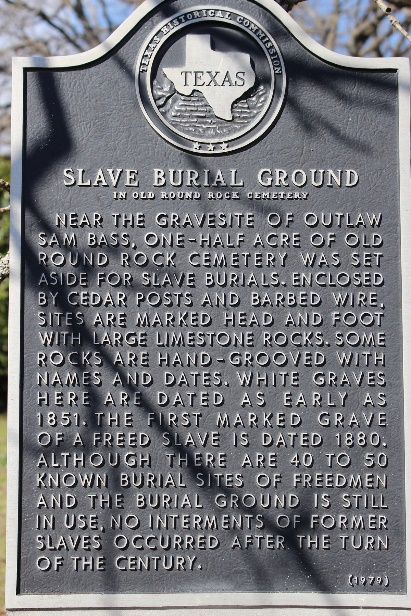 TEXAS HISTORICAL COMMISSION
TEXAS
SLAVE BURIAL GROUND
IN OLD ROUND ROCK CEMETERY
NEAR THE GRAVESITE OF OUTLAW
SAM BASS, ONE-HALF ACRE OF OLD
ROUND ROCK CEMETERY WAS SET
ASIDE FOR SLAVE BURIALS. ENCLOSED
BY CEDAR POSTS AND BARBED WIRE,
SITES ARE MARKED HEAD AND FOOT
WITH LARGE LIMESTONE ROCKS. SOME
ROCKS ARE HAND-GROOVED WITH
NAMES AND DATES. WHITE GRAVES
HERE ARE DATED AS EARLY AS
1851. THE FIRST MARKED GRAVE
OF A FREED SLAVE IS DATED 1880.
ALTHOUGH THERE ARE 40 TO 50
KNOWN BURIAL SITES OF FREEDMEN
AND THE BURIAL GROUND IS STILL
IN USE, NO INTERMENTS OF FORMER
SLAVES OCCURRED AFTER THE TURN
OF THE CENTURY.
(1979)